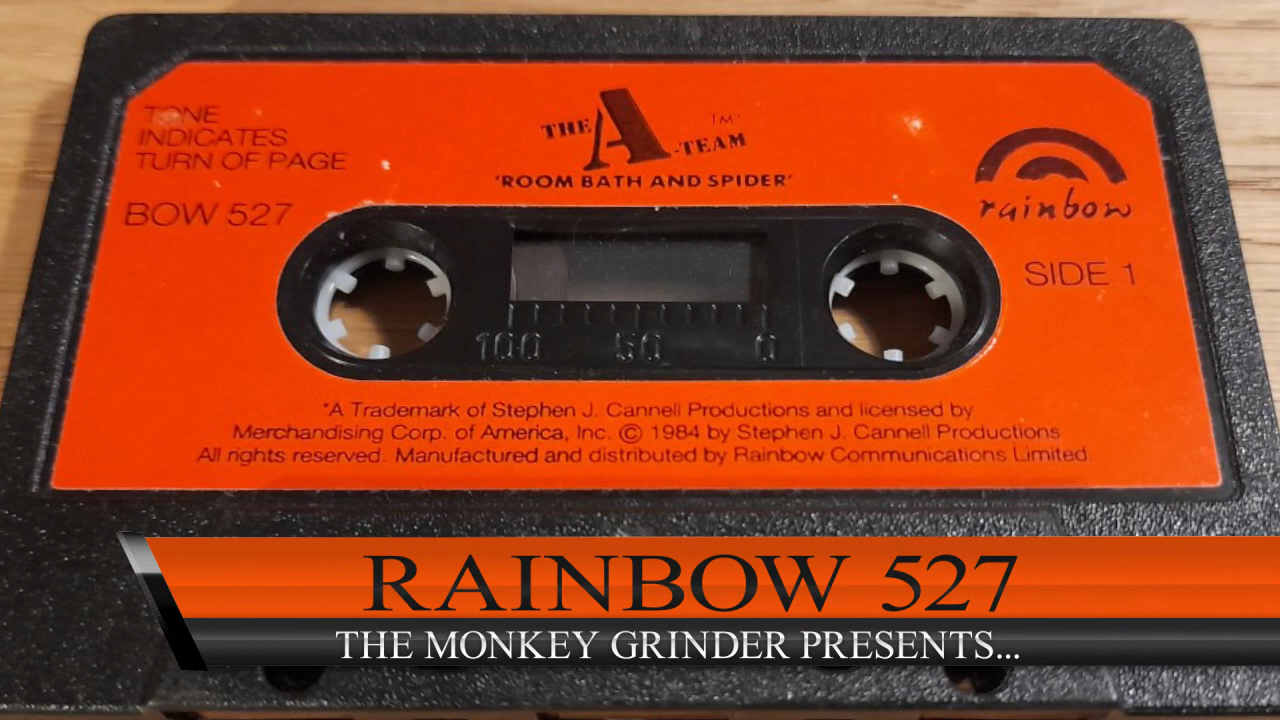 TONE
INDICATES
TURN OF PAGE
BOW 527
THE A-TEAM TM*
'ROOM BATH AND SPIDER'
rainbow
SIDE 1
100 50 0
*A Trademark of Stephen J. Cannell Productions and licensed by
Merchandising Corp. of America, Inc. © 1984 by Stephen J. Cannell Productions
All rights reserved. Manufactured and distributed by Rainbow Communications Limited.
RAINBOW 527
THE MONKEY GRINDER PRESENTS...